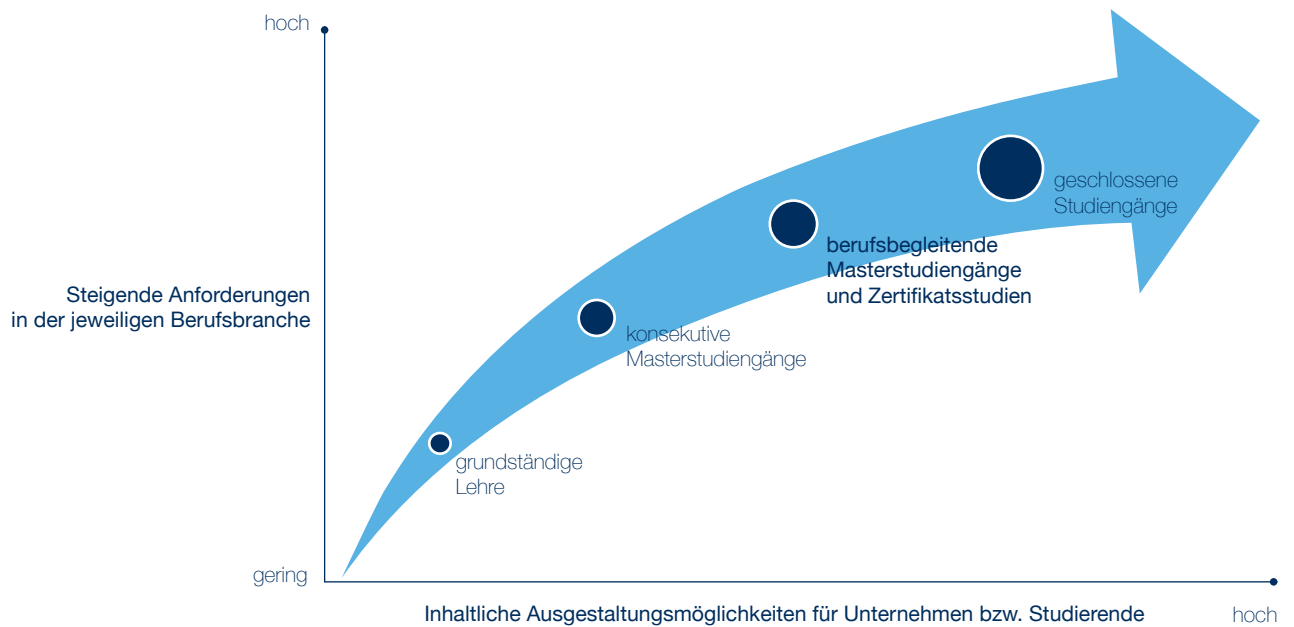 hoch
geschlossene
Studiengänge
berufsbegleitende
Masterstudiengänge
und Zertifikatsstudien
Steigende Anforderungen
in der jeweiligen Berufsbranche
konsekutive
Masterstudiengänge
grundständige
Lehre
gering
Inhaltliche Ausgestaltungsmöglichkeiten für Unternehmen bzw. Studierende
hoch